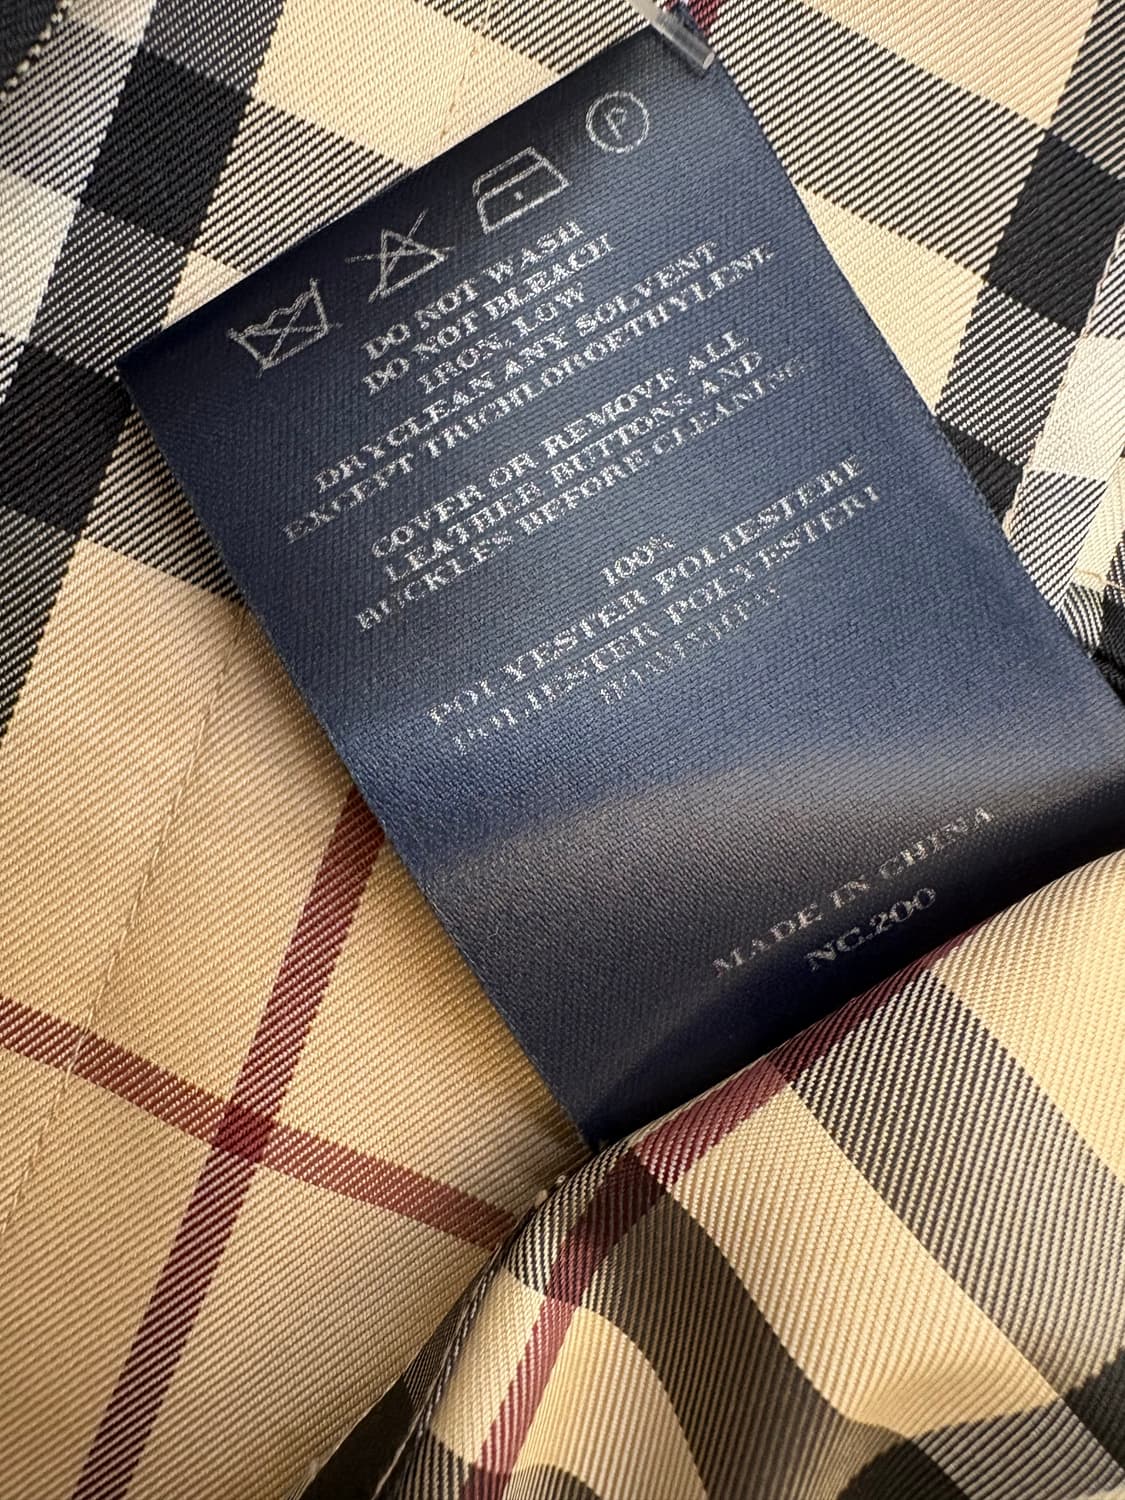 P
DO NOT WASH
DO NOT BLEACH
IRON, LOW
DRYCLEAN ANY SOLVENT
EXCEPT TRICHLOROETHYLENE
COVER OR REMOVE ALL
LEATHER BUTTONS AND
BUCKLES BEFORE CLEANING
100%
POLYESTER POLIESTERE
POLIESTER POLYESTERI
MADE IN CHINA
NC.200